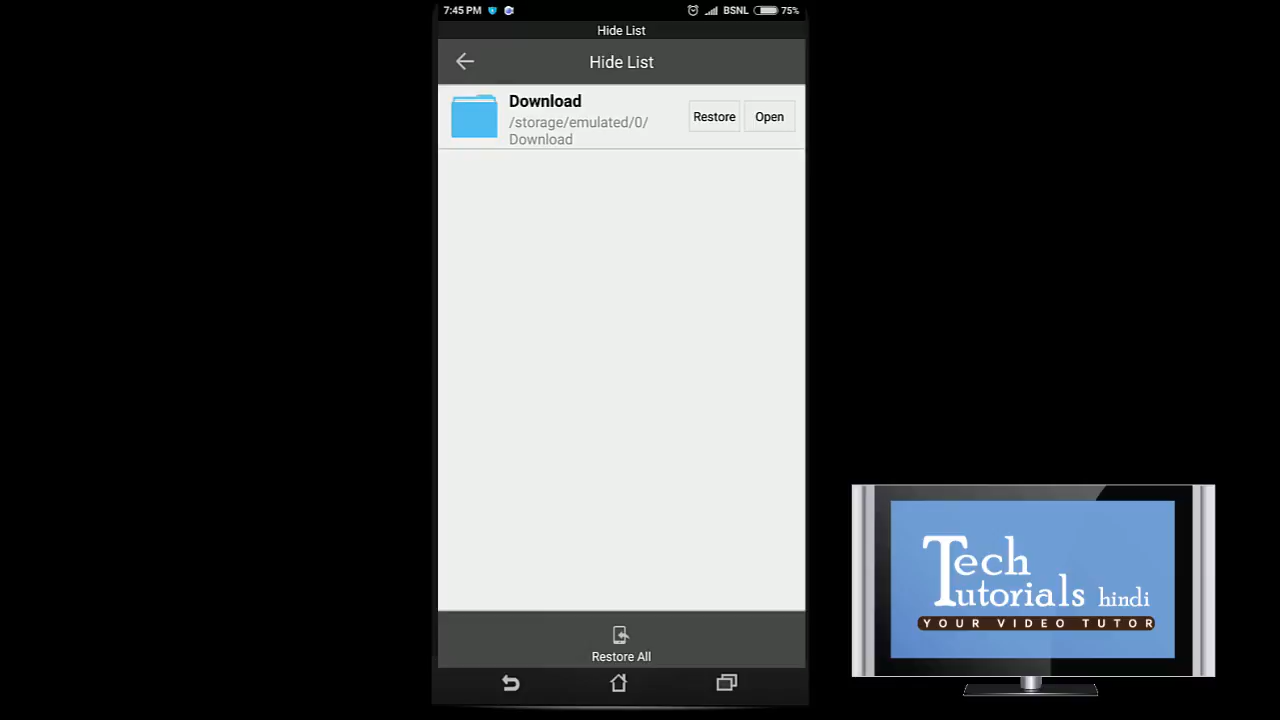 7:45 PM BSNL 75%
Hide List
Hide List
Download
/storage/emulated/0/
Download
Restore Open
Restore All
Tech
Tutorials hindi
YOUR VIDEO TUTOR